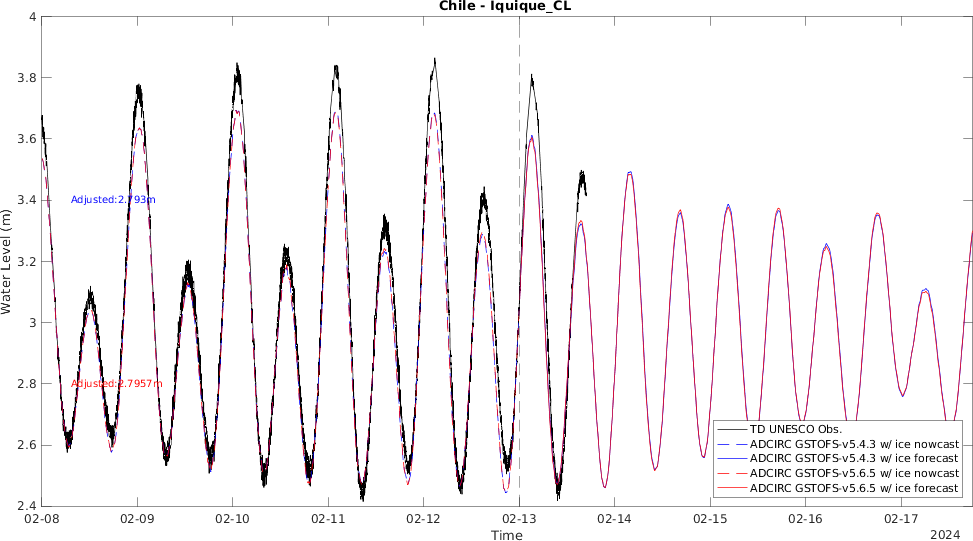 Chile - Iquique_CL
4
3.8
3.6
3.4
3.2
3
2.8
2.6
2.4
Water Level (m)
Adjusted:2.793m
Adjusted:2.7957m
TD UNESCO Obs.
ADCIRC GSTOFS-v5.4.3 w/ ice nowcast
ADCIRC GSTOFS-v5.4.3 w/ ice forecast
ADCIRC GSTOFS-v5.6.5 w/ ice nowcast
ADCIRC GSTOFS-v5.6.5 w/ ice forecast
02-08 02-09 02-10 02-11 02-12 02-13 02-14 02-15 02-16 02-17
Time
2024